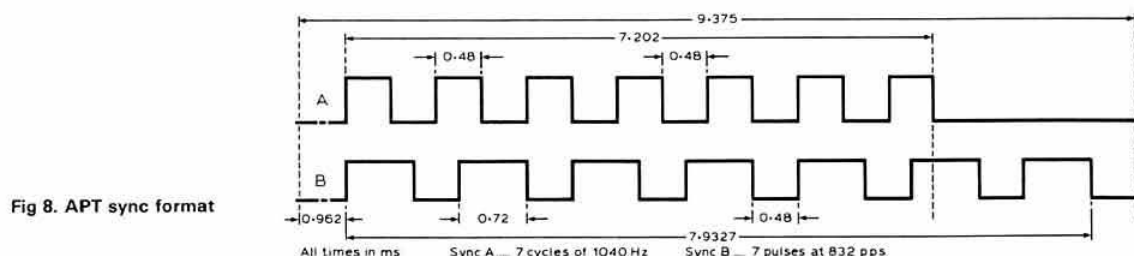 9·375
7·202
0·48
0·48
A
B
Fig 8. APT sync format
0·962
0·72
0·48
7·9327
All times in ms Sync A — 7 cycles of 1040 Hz Sync B — 7 pulses at 832 pps